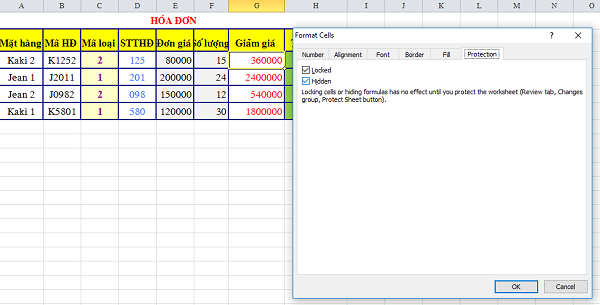 A B C D E F G H I J K L M N O
HÓA ĐƠN
Mặt hàng Mã HĐ Mã loại STTHĐ Đơn giá Số lượng Giảm giá
Kaki 2 K1252 2 125 80000 15 360000
Jean 1 J2011 1 201 200000 24 2400000
Jean 2 J0982 2 098 150000 12 540000
Kaki 1 K5801 1 580 120000 30 1800000
Format Cells
Number Alignment Font Border Fill Protection
Locked
Hidden
Locking cells or hiding formulas has no effect until you protect the worksheet (Review tab, Changes
group, Protect Sheet button).
OK Cancel